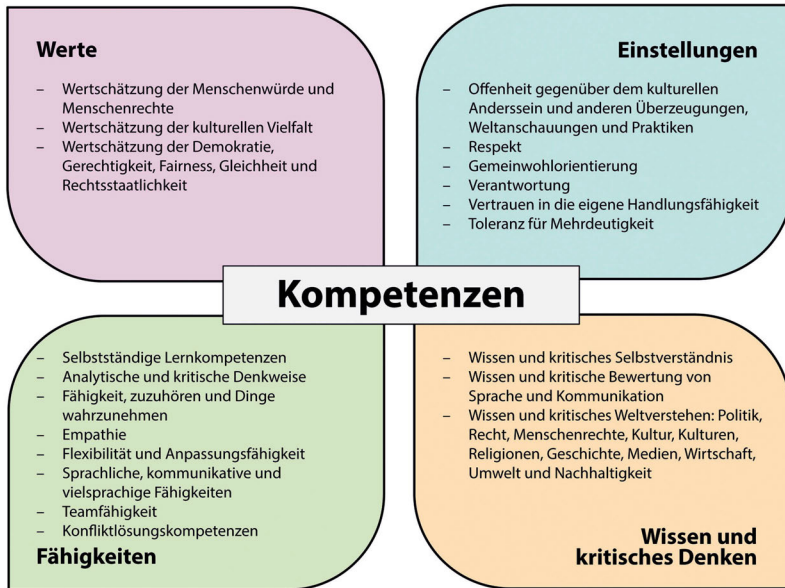 Werte
– Wertschätzung der Menschenwürde und
Menschenrechte
– Wertschätzung der kulturellen Vielfalt
– Wertschätzung der Demokratie,
Gerechtigkeit, Fairness, Gleichheit und
Rechtsstaatlichkeit
Einstellungen
– Offenheit gegenüber dem kulturellen
Anderssein und anderen Überzeugungen,
Weltanschauungen und Praktiken
– Respekt
– Gemeinwohlorientierung
– Verantwortung
– Vertrauen in die eigene Handlungsfähigkeit
– Toleranz für Mehrdeutigkeit
Kompetenzen
– Selbstständige Lernkompetenzen
– Analytische und kritische Denkweise
– Fähigkeit, zuzuhören und Dinge
wahrzunehmen
– Empathie
– Flexibilität und Anpassungsfähigkeit
– Sprachliche, kommunikative und
vielsprachige Fähigkeiten
– Teamfähigkeit
– Konfliktlösungskompetenzen
Fähigkeiten
– Wissen und kritisches Selbstverständnis
– Wissen und kritische Bewertung von
Sprache und Kommunikation
– Wissen und kritisches Weltverstehen: Politik,
Recht, Menschenrechte, Kultur, Kulturen,
Religionen, Geschichte, Medien, Wirtschaft,
Umwelt und Nachhaltigkeit
Wissen und
kritisches Denken